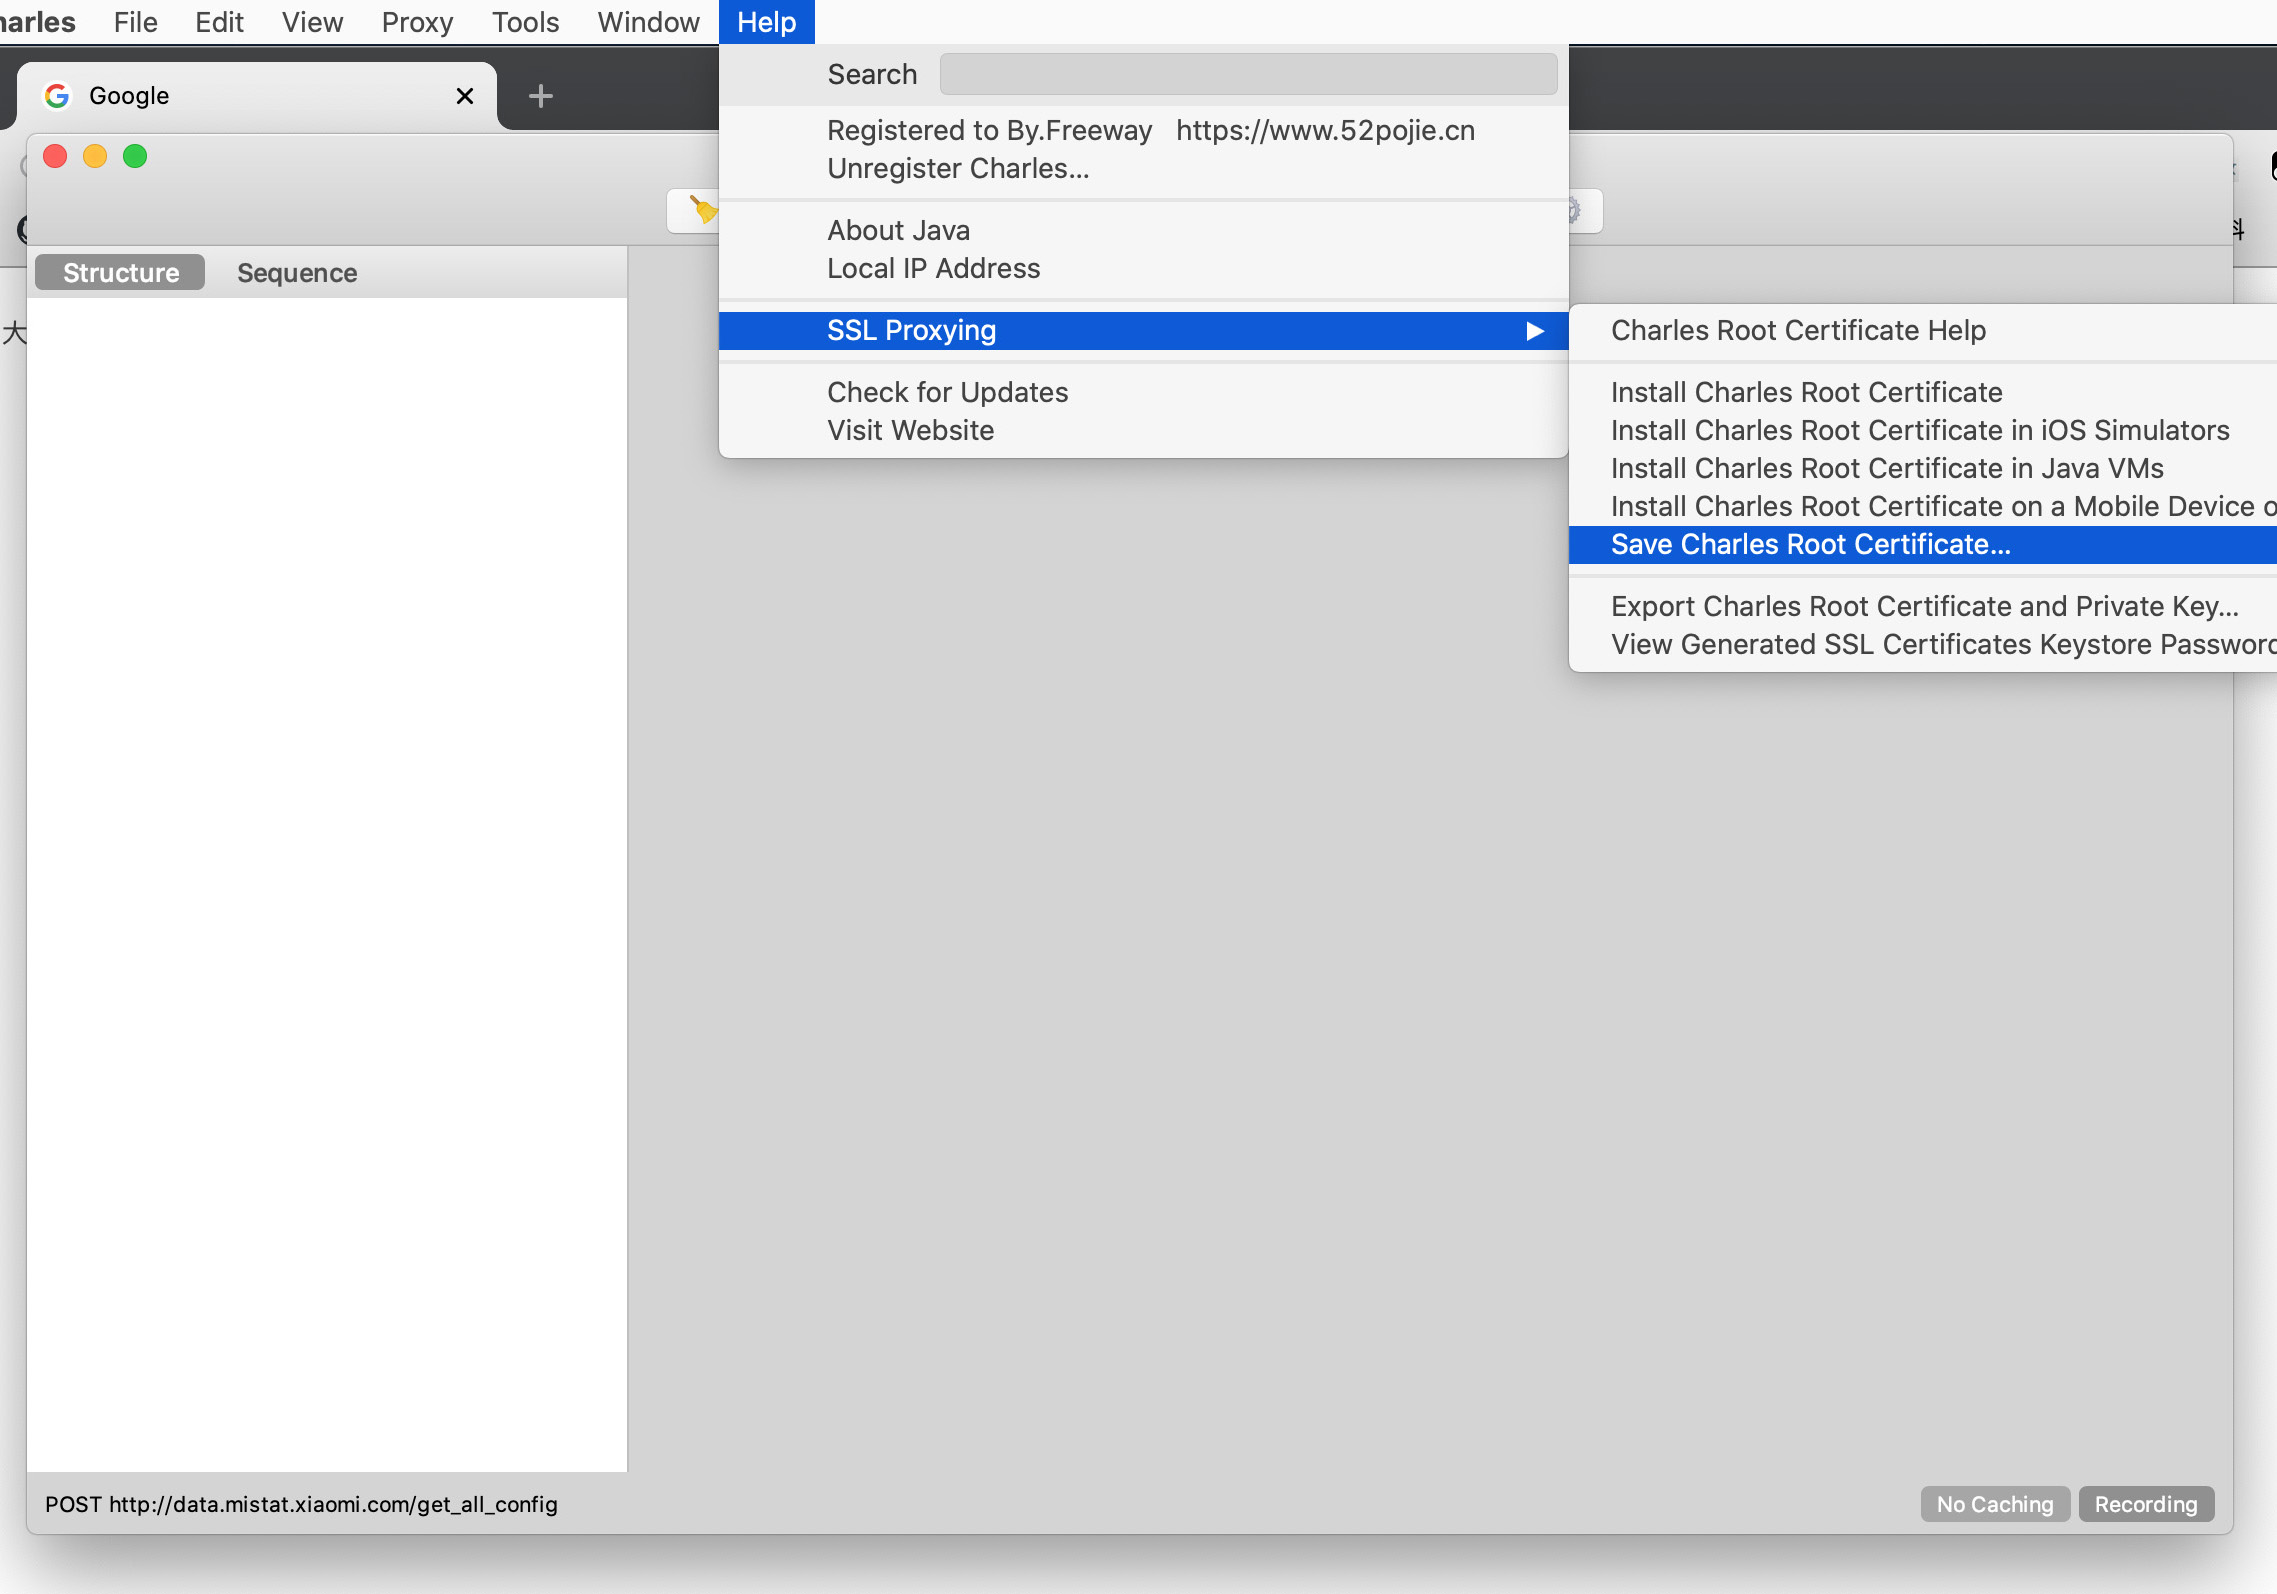 File Edit View Proxy Tools Window Help
Google
Search
Registered to By.Freeway https://www.52pojie.cn
Unregister Charles...
About Java
Local IP Address
Structure Sequence
SSL Proxying
Charles Root Certificate Help
大
Check for Updates
Install Charles Root Certificate
Visit Website
Install Charles Root Certificate in iOS Simulators
Install Charles Root Certificate in Java VMs
Install Charles Root Certificate on a Mobile Device
Save Charles Root Certificate...
Export Charles Root Certificate and Private Key...
View Generated SSL Certificates Keystore Password
POST http://data.mistat.xiaomi.com/get_all_config
No Caching
Recording